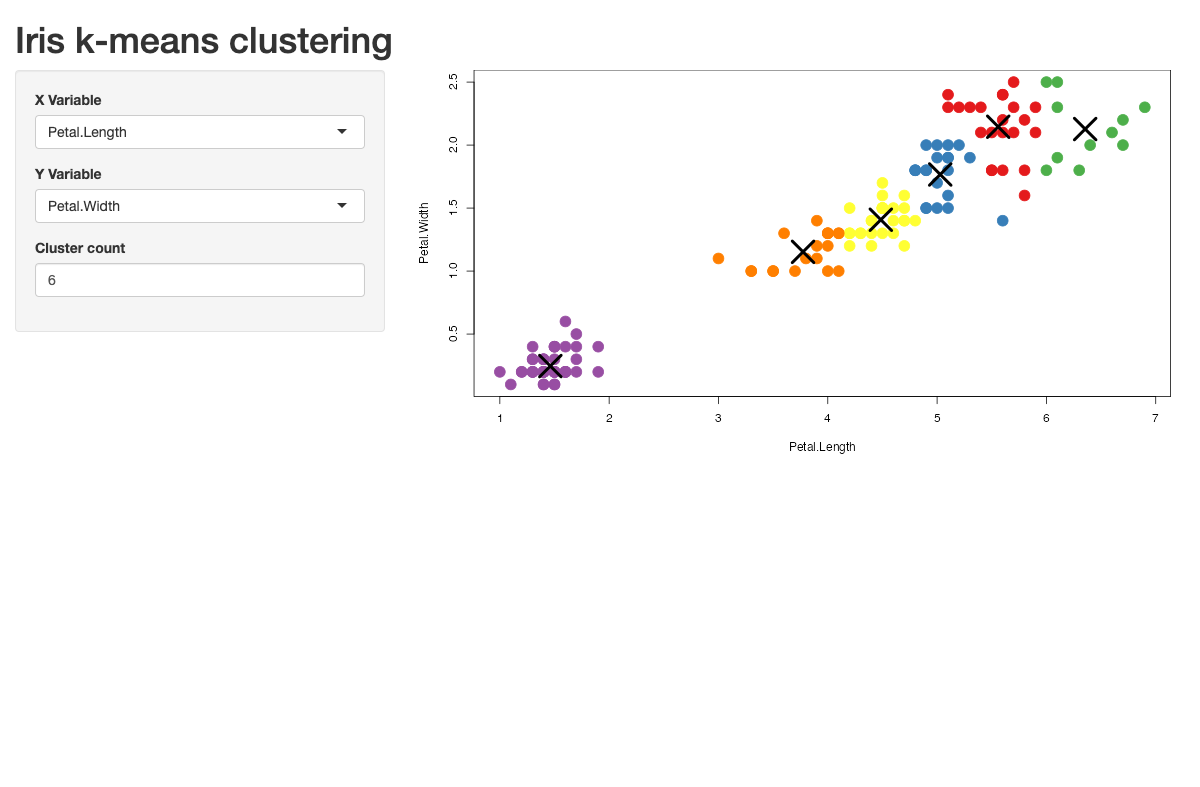 Iris k-means clustering
X Variable
Petal.Length
Y Variable
Petal.Width
Cluster count
6
Petal.Width
2.5
2.0
1.5
1.0
0.5
1 2 3 4 5 6 7
Petal.Length